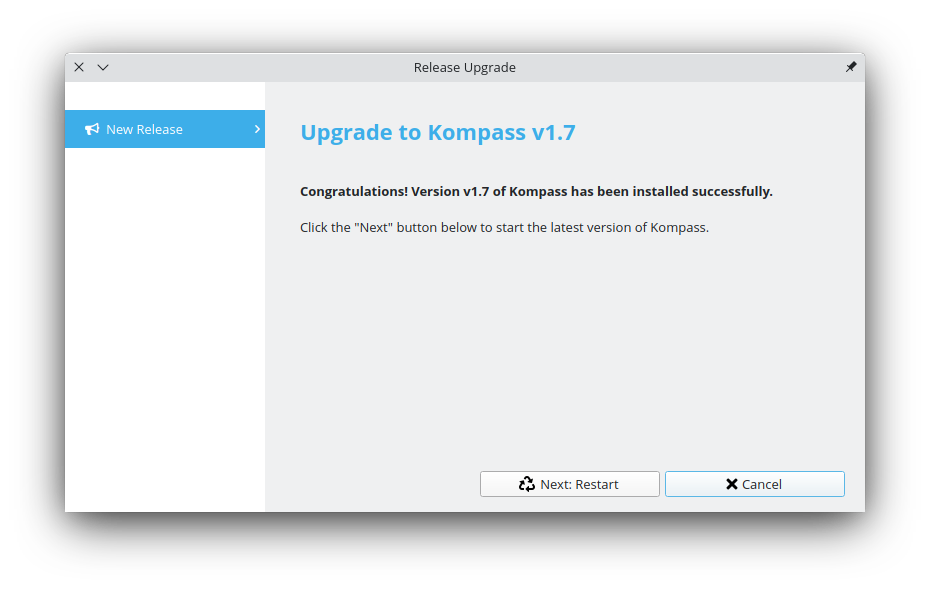 Release Upgrade
New Release
Upgrade to Kompass v1.7
Congratulations! Version v1.7 of Kompass has been installed successfully.
Click the "Next" button below to start the latest version of Kompass.
Next: Restart
Cancel